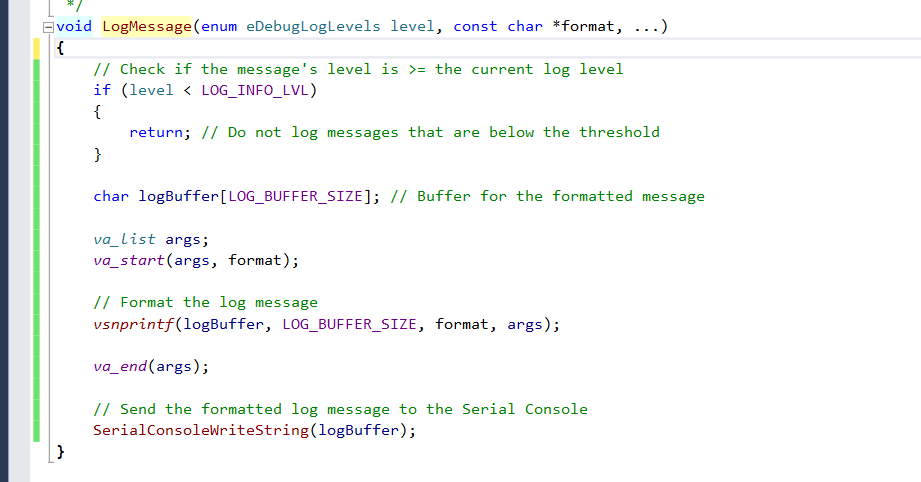 */
void LogMessage(enum eDebugLogLevels level, const char *format, ...)
{
// Check if the message's level is >= the current log level
if (level < LOG_INFO_LVL)
{
return; // Do not log messages that are below the threshold
}
char logBuffer[LOG_BUFFER_SIZE]; // Buffer for the formatted message
va_list args;
va_start(args, format);
// Format the log message
vsnprintf(logBuffer, LOG_BUFFER_SIZE, format, args);
va_end(args);
// Send the formatted log message to the Serial Console
SerialConsoleWriteString(logBuffer);
}